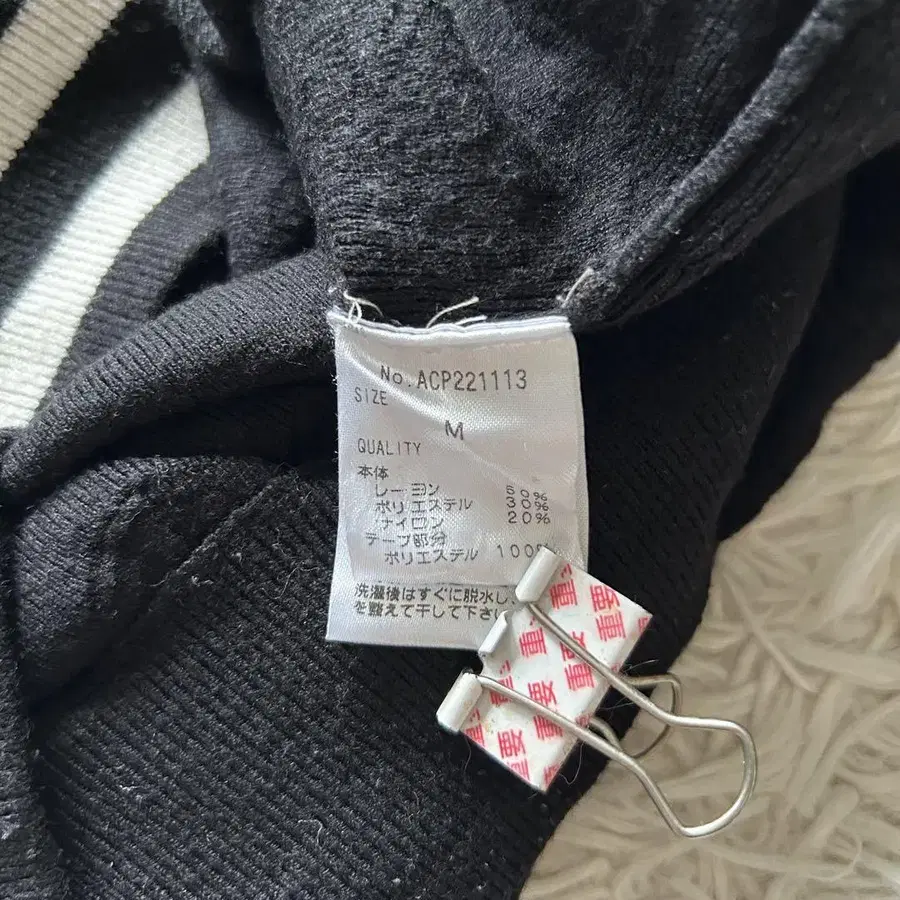 No.ACP221113
SIZE
M
QUALITY
本体
レーヨン 50%
ポリエステル 30%
ナイロン 20%
テープ部分
ポリエステル 100%
洗濯後はすぐに脱水し、
を整えて干して下さい